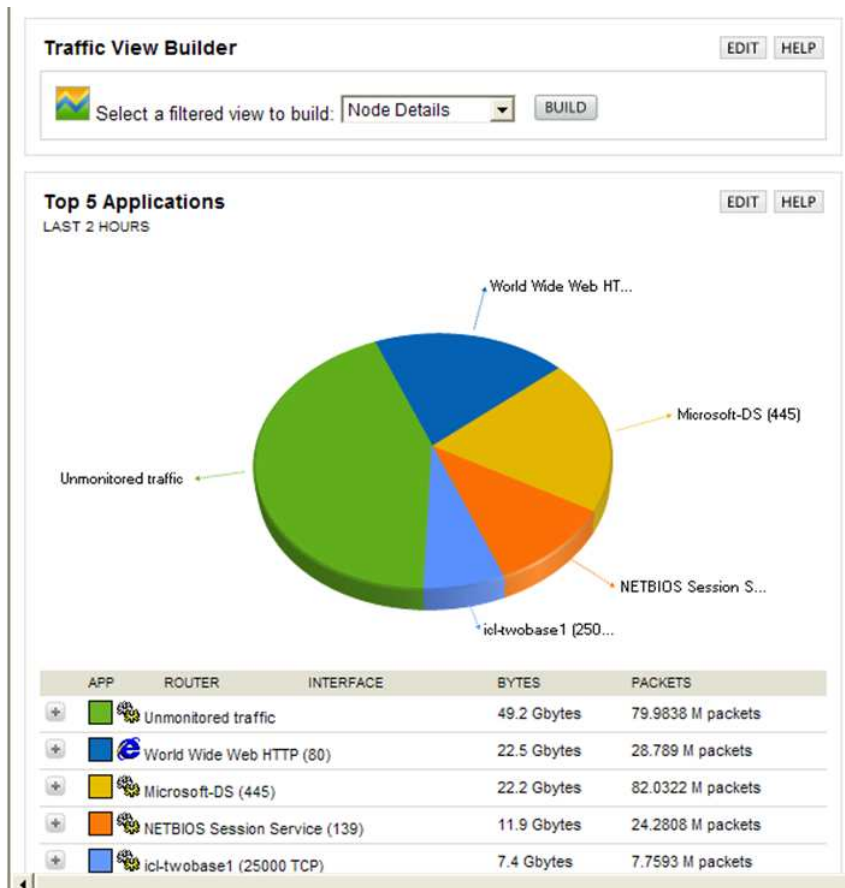 Traffic View Builder
EDIT HELP
Select a filtered view to build: Node Details BUILD
Top 5 Applications
EDIT HELP
LAST 2 HOURS
World Wide Web HT...
Microsoft-DS (445)
Unmonitored traffic
NETBIOS Session S...
icl-twobase1 (250...
APP ROUTER INTERFACE BYTES PACKETS
Unmonitored traffic 49.2 Gbytes 79.9838 M packets
World Wide Web HTTP (80) 22.5 Gbytes 28.789 M packets
Microsoft-DS (445) 22.2 Gbytes 82.0322 M packets
NETBIOS Session Service (139) 11.9 Gbytes 24.2808 M packets
icl-twobase1 (25000 TCP) 7.4 Gbytes 7.7593 M packets